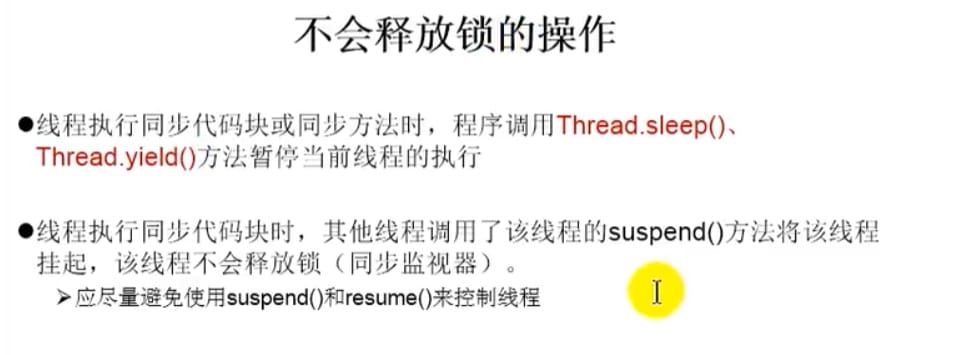 不会释放锁的操作
●线程执行同步代码块或同步方法时，程序调用Thread.sleep()、
Thread.yield()方法暂停当前线程的执行
●线程执行同步代码块时，其他线程调用了该线程的suspend()方法将该线程
挂起，该线程不会释放锁（同步监视器）。
➢应尽量避免使用suspend()和resume()来控制线程